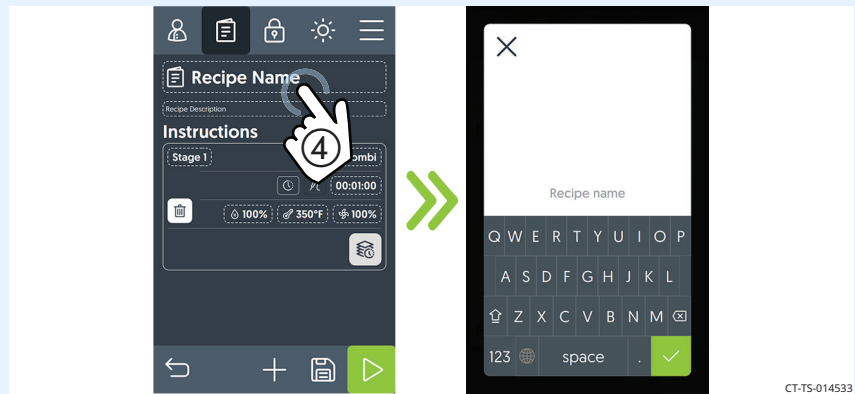 Recipe Name
Recipe Description
Instructions
4
Stage 1
ombi
00:01:00
100%
350°F
100%
Recipe name
Q W E R T Y U I O P
A S D F G H J K L
Z X C V B N M
123 space .
CT-TS-014533